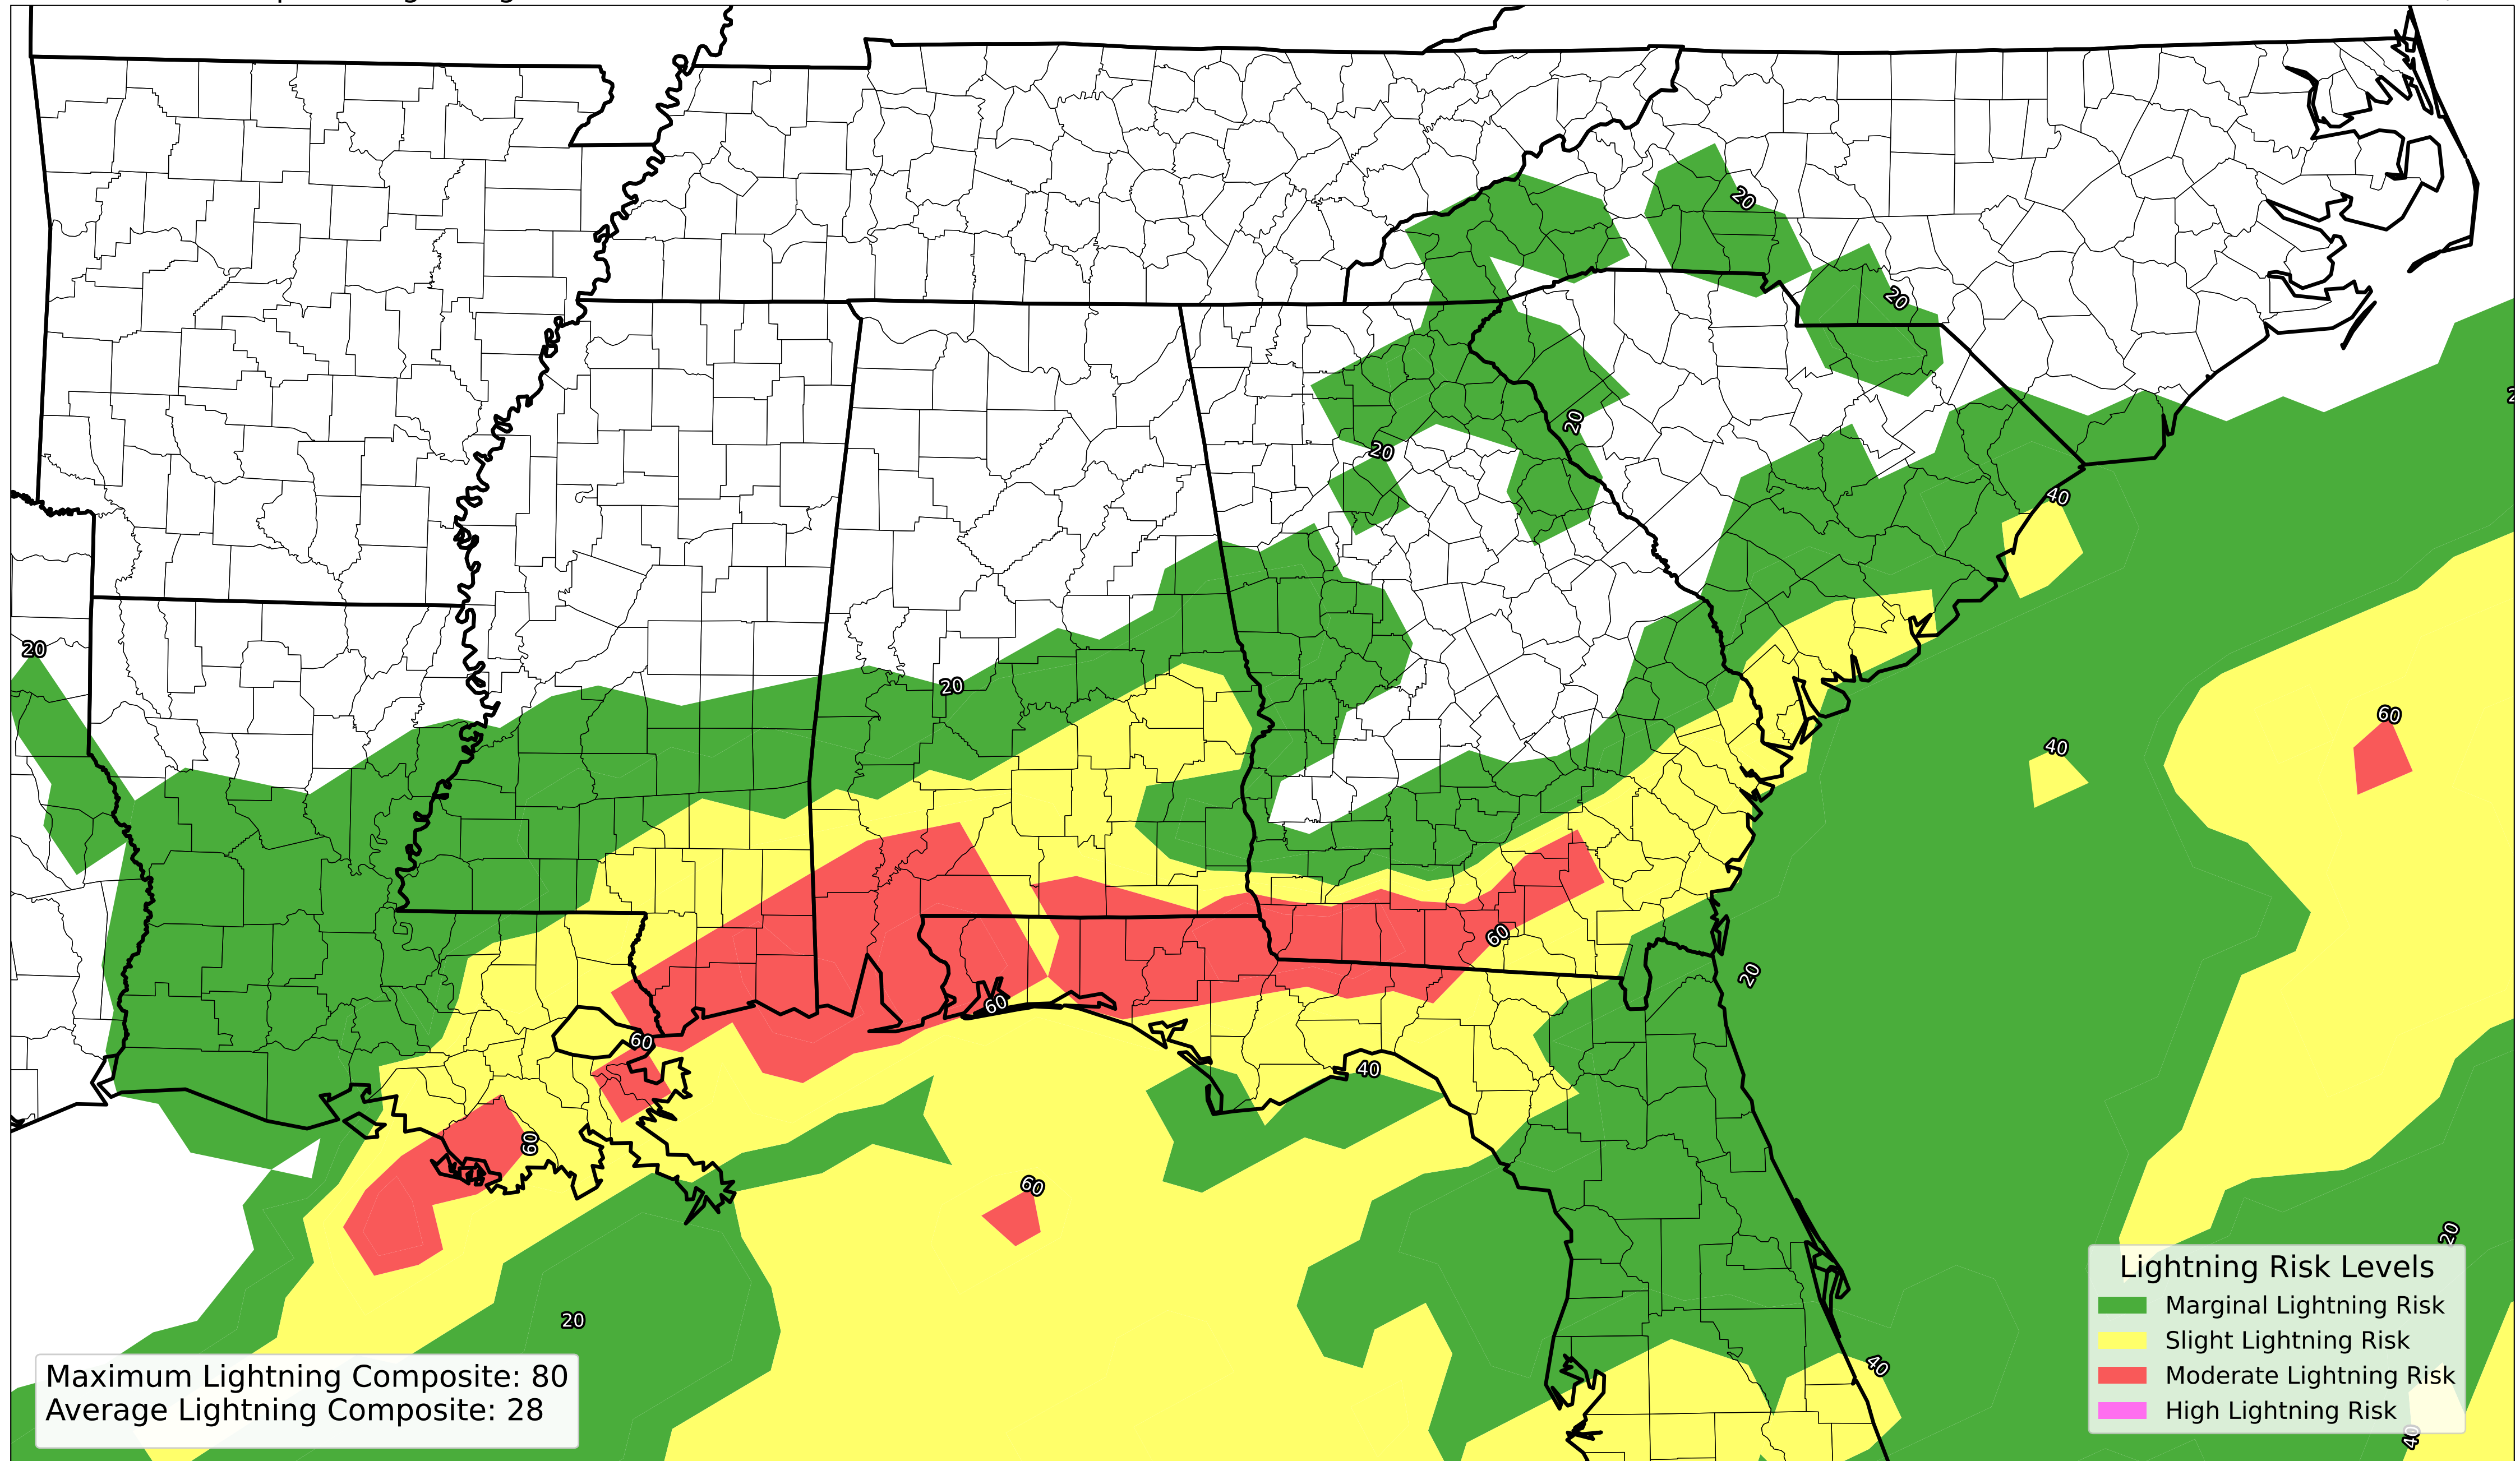 20
20
20
20
40
20
20
60
40
60
20
60
60
40
60
60
20
20
40
40
Maximum Lightning Composite: 80
Average Lightning Composite: 28
Lightning Risk Levels
Marginal Lightning Risk
Slight Lightning Risk
Moderate Lightning Risk
High Lightning Risk